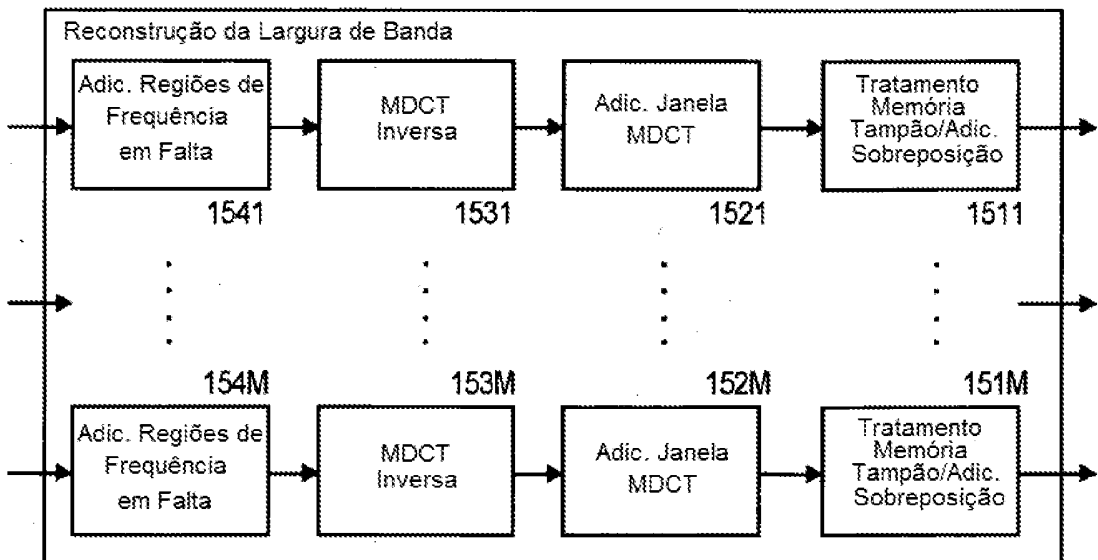 Reconstrução da Largura de Banda
Adic. Regiões de
Frequência
em Falta
MDCT
Inversa
Adic. Janela
MDCT
Tratamento
Memória
Tampão/Adic.
Sobreposição
1541
1531
1521
1511
154M
153M
152M
151M
Adic. Regiões de
Frequência
em Falta
MDCT
Inversa
Adic. Janela
MDCT
Tratamento
Memória
Tampão/Adic.
Sobreposição